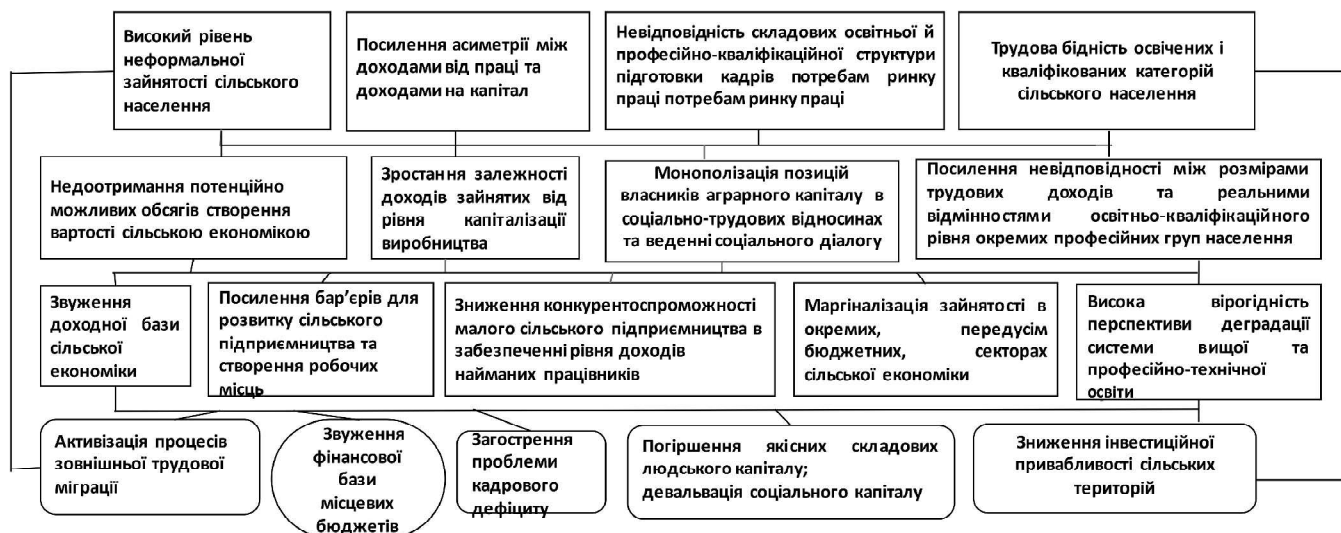 Високий рівень
неформальної
зайнятості сільського
населення
Посилення асиметрії між
доходами від праці та
доходами на капітал
Невідповідність складових освітньої й
професійно-кваліфікаційної структури
підготовки кадрів потребам ринку
праці потребам ринку праці
Трудова бідність освічених і
кваліфікованих категорій
сільського населення
Недоотримання потенційно
можливих обсягів створення
вартості сільською економікою
Зростання залежності
доходів зайнятих від
рівня капіталізації
виробництва
Монополізація позицій
власників аграрного капіталу в
соціально-трудових відносинах
та веденні соціального діалогу
Посилення невідповідності між розмірами
трудових доходів та реальними
відмінностями освітньо-кваліфікаційного
рівня окремих професійних груп населення
Звуження
доходної бази
сільської
економіки
Посилення бар’єрів для
розвитку сільського
підприємництва та
створення робочих
місць
Зниження конкурентоспроможності
малого сільського підприємництва в
забезпеченні рівня доходів
найманих працівників
Маргіналізація зайнятості в
окремих, передусім
бюджетних, секторах
сільської економіки
Висока вірогідність
перспективи деградації
системи вищої та
професійно-технічної
освіти
Активізація процесів
зовнішньої трудової
міграції
Звуження
фінансової
бази
місцевих
бюджетів
Загострення
проблеми
кадрового
дефіциту
Погіршення якісних складових
людського капіталу;
девальвація соціального капіталу
Зниження інвестиційної
привабливості сільських
територій